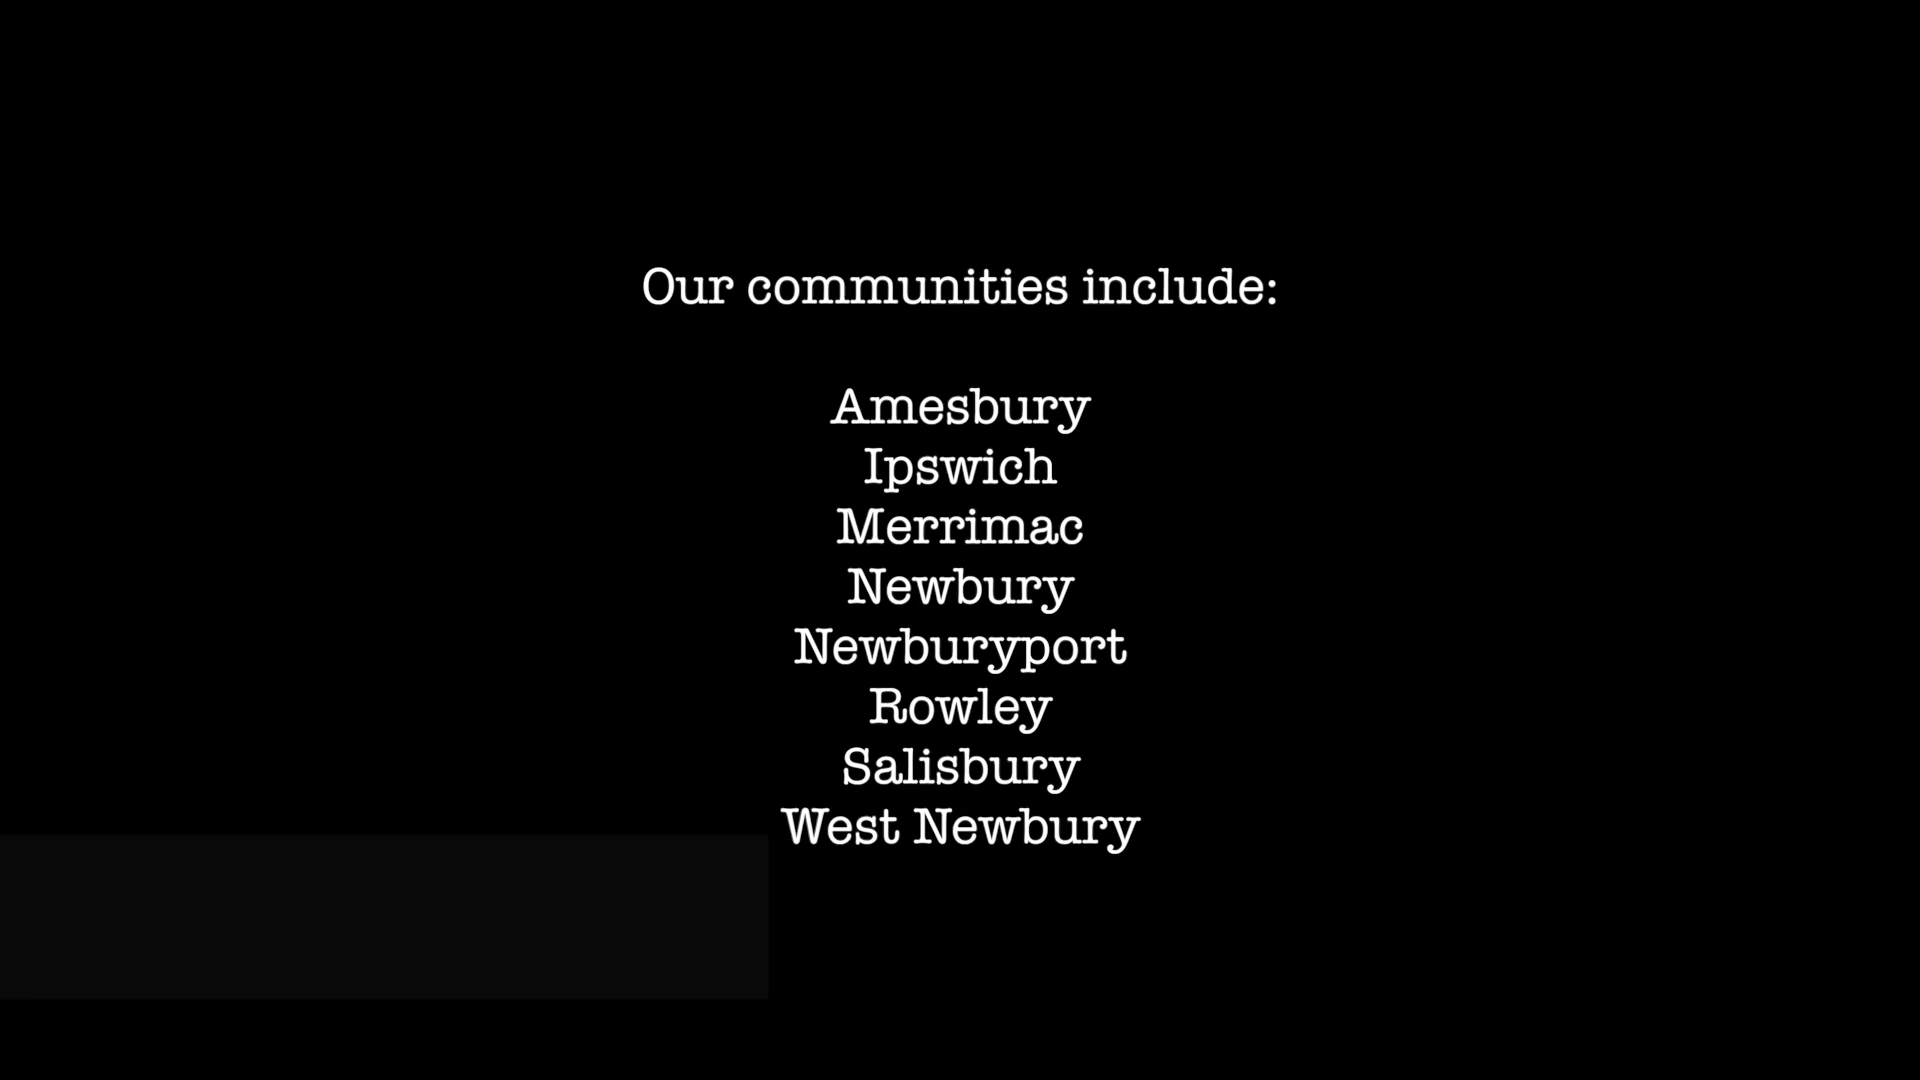 Our communities include:
Amesbury
Ipswich
Merrimac
Newbury
Newburyport
Rowley
Salisbury
West Newbury